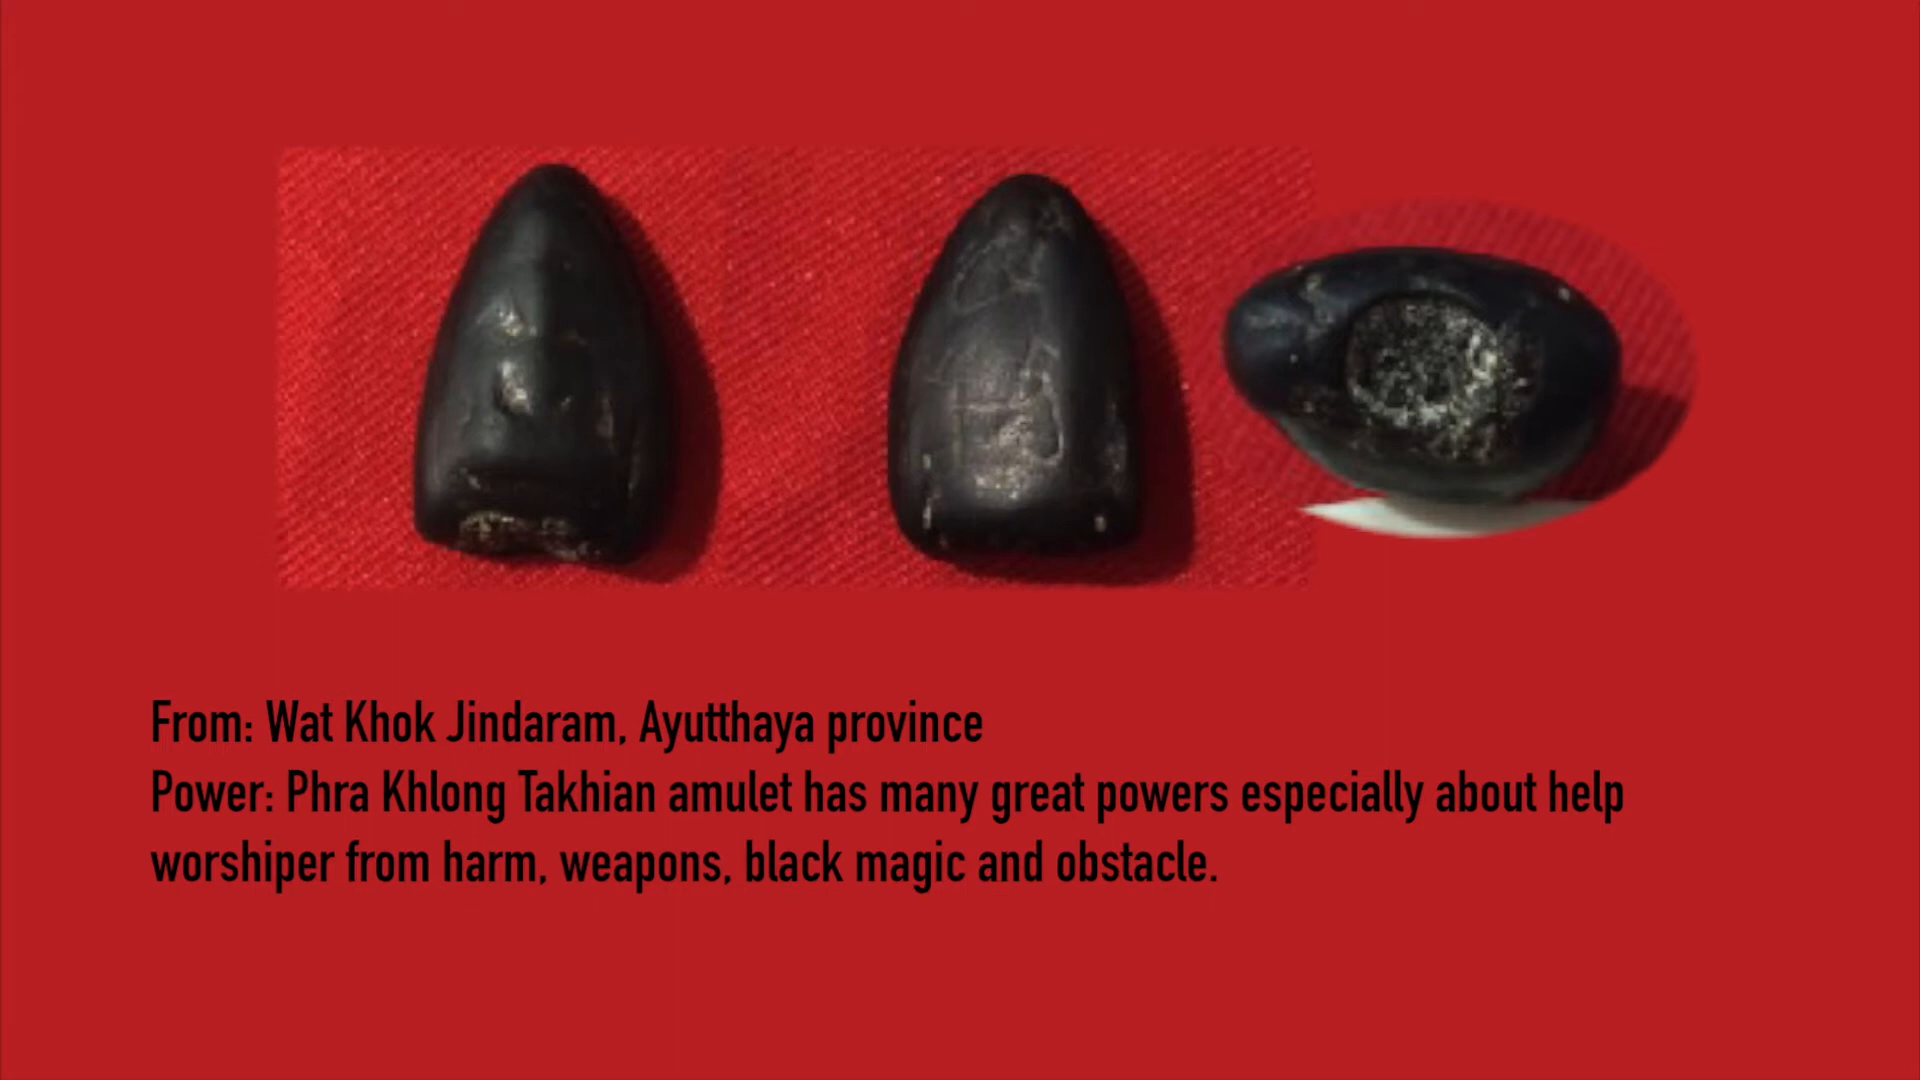 From: Wat Khok Jindaram, Ayutthaya province
Power: Phra Khlong Takhian amulet has many great powers especially about help
worshiper from harm, weapons, black magic and obstacle.